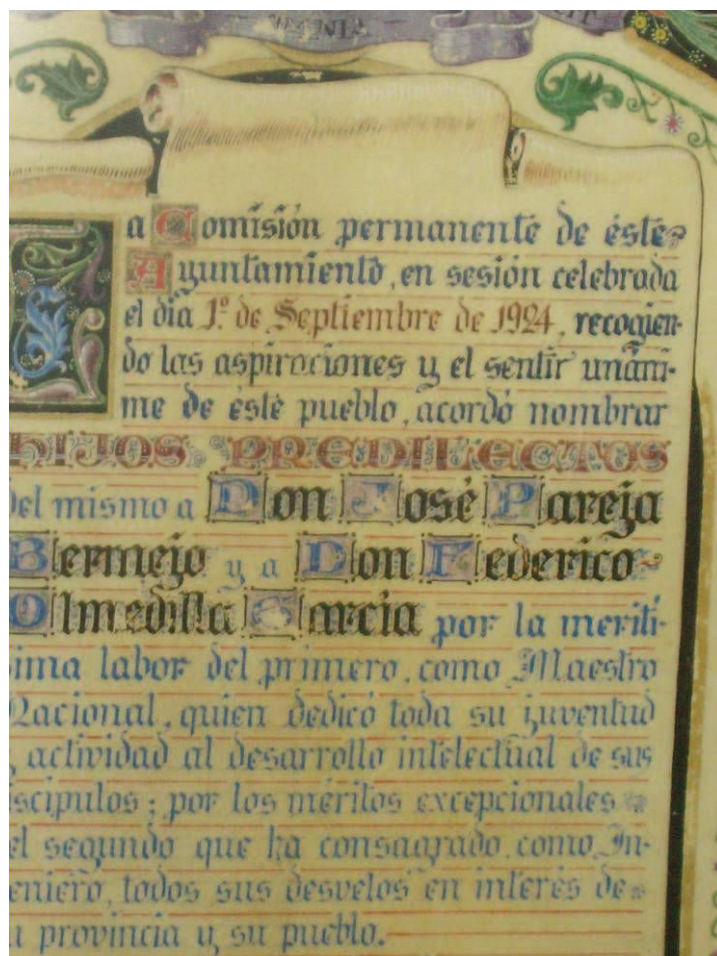 La Comisión permanente de éste
Ayuntamiento, en sesión celebrada
el día 1º de Septiembre de 1924, recogien-
do las aspiraciones y el sentir unáni-
me de éste pueblo, acordó nombrar
HIJOS PREDILECTOS
del mismo a Don José Pareja
Bermejo y a Don Federico
Olmedilla Garcia por la meriti-
sima labor del primero, como Maestro
Nacional, quien dedicó toda su juventud
y actividad al desarrollo intelectual de sus
iscipulos; por los méritos excepcionales
el segundo que ha consagrado, como In-
eniero, todos sus desvelos en interés de
u provincia y su pueblo.